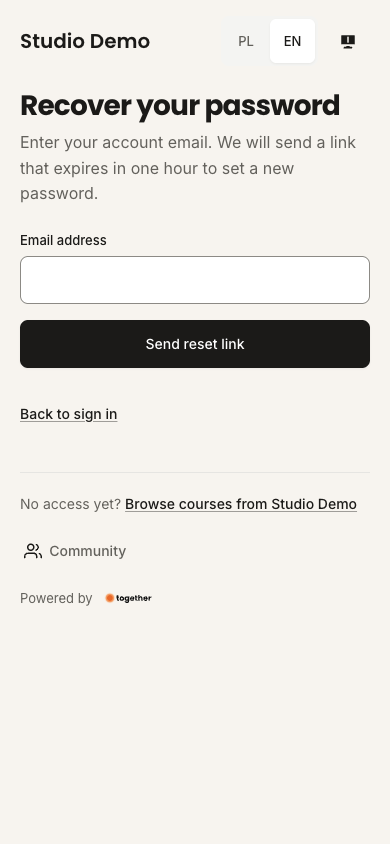 Studio Demo
PL
EN
Recover your password
Enter your account email. We will send a link
that expires in one hour to set a new
password.
Email address
Send reset link
Back to sign in
No access yet? Browse courses from Studio Demo
Community
Powered by together